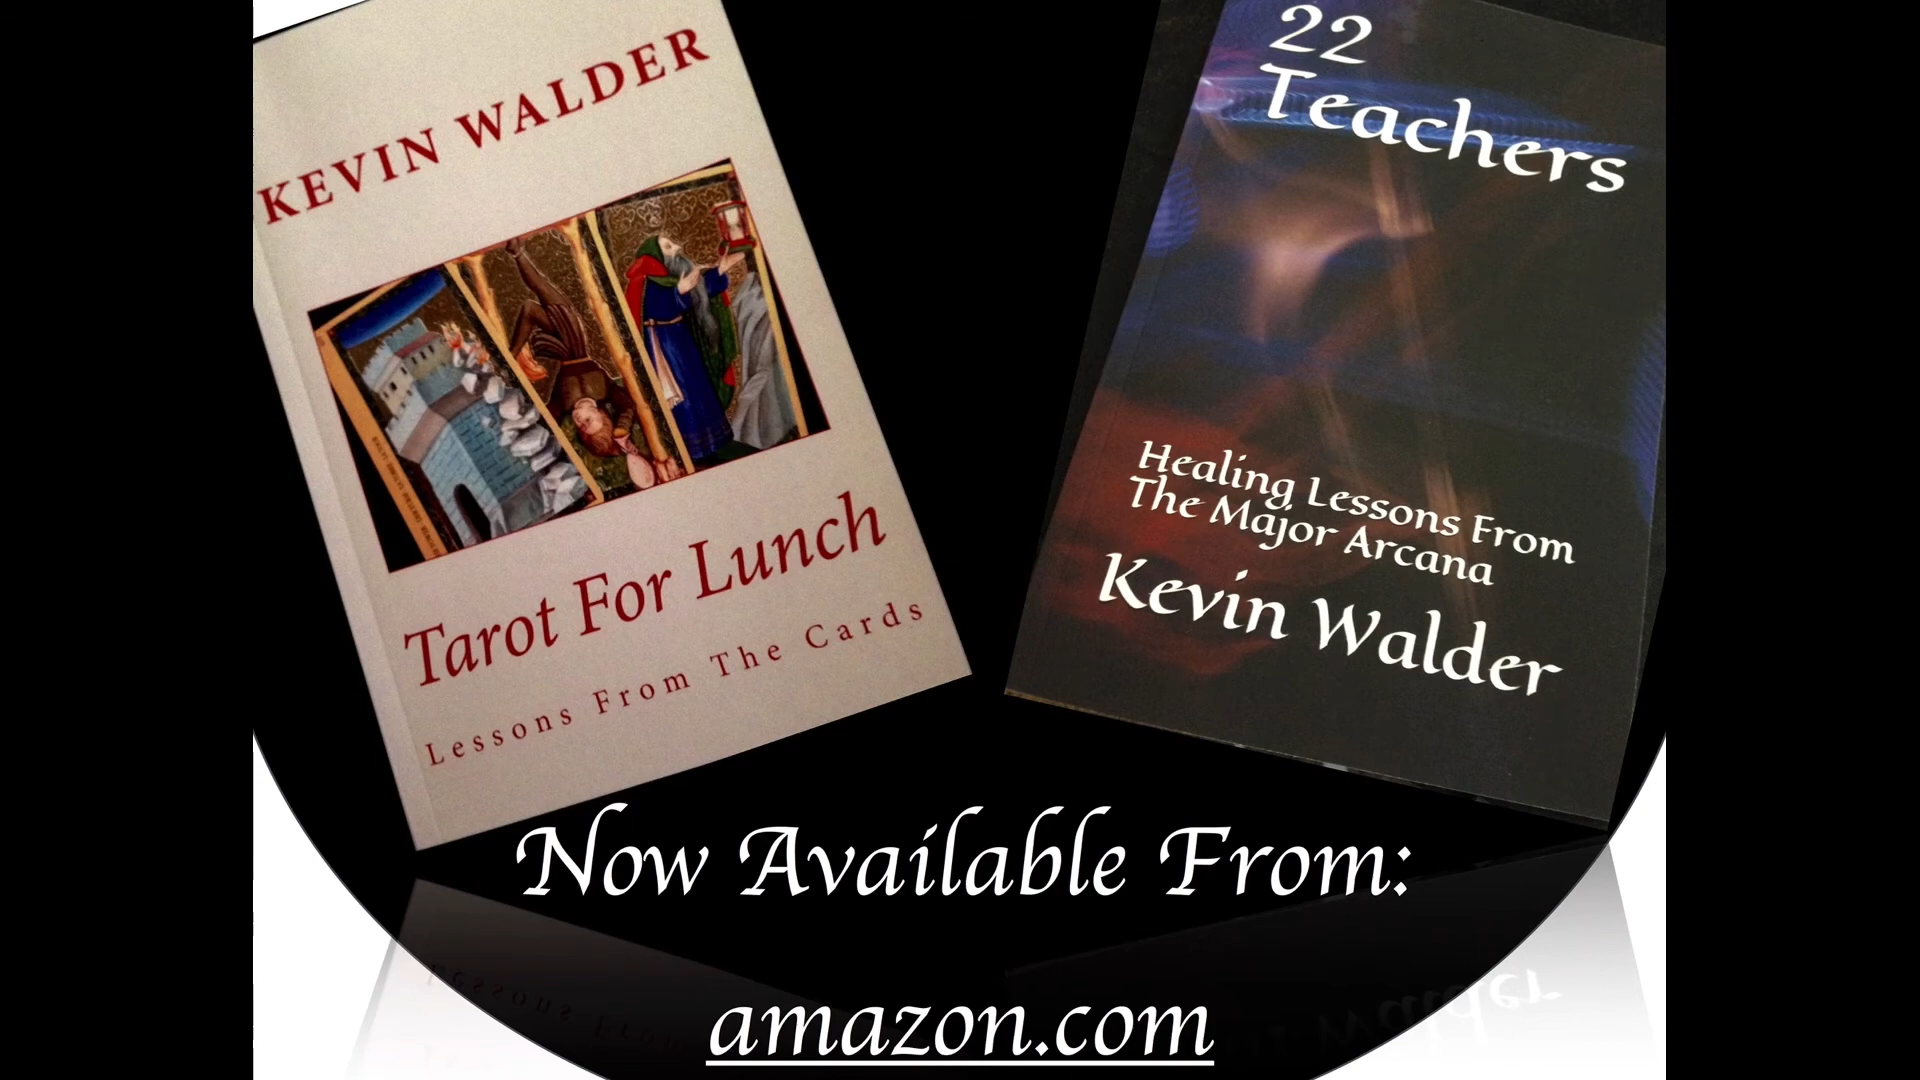 KEVIN WALDER
Tarot For Lunch
Lessons From The Cards
22
Teachers
Healing Lessons From
The Major Arcana
Kevin Walder
Now Available From:
amazon.com